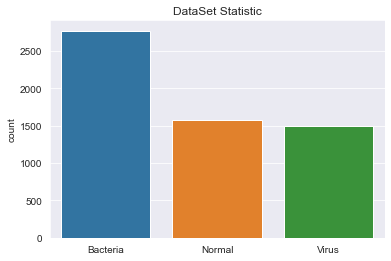 DataSet Statistic
count
2500
2000
1500
1000
500
0
Bacteria
Normal
Virus